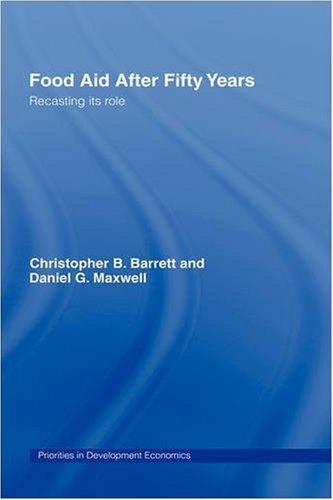 Food Aid After Fifty Years
Recasting its role
Christopher B. Barrett and
Daniel G. Maxwell
Priorities in Development Economics